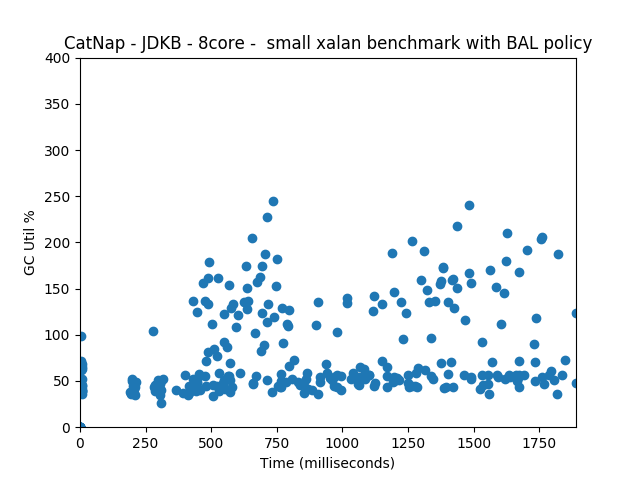 CatNap - JDKB - 8core -  small xalan benchmark with BAL policy
400
350
300
250
200
150
100
50
0
GC Util %
0 250 500 750 1000 1250 1500 1750
Time (milliseconds)